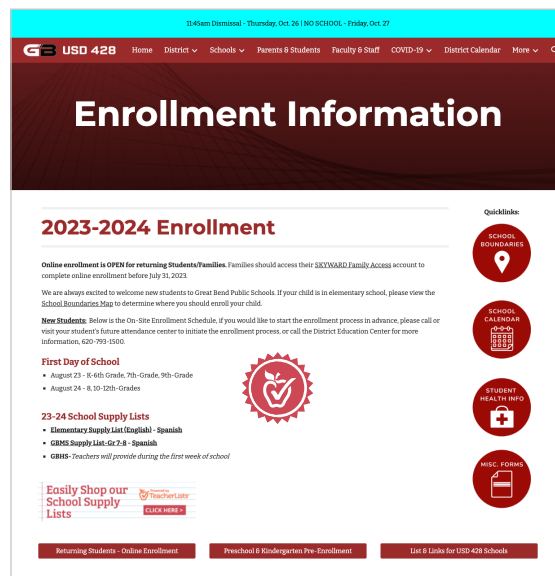 11:45am Dismissal - Thursday, Oct. 26 | NO SCHOOL - Friday, Oct. 27
GB USD 428 Home District Schools Parents & Students Faculty & Staff COVID-19 District Calendar More
Enrollment Information
2023-2024 Enrollment
Online enrollment is OPEN for returning Students/Families. Families should access their SKYWARD Family Access account to
complete online enrollment before July 31, 2023.
We are always excited to welcome new students to Great Bend Public Schools. If your child is in elementary school, please view the
School Boundaries Map to determine where you should enroll your child.
New Students: Below is the On-Site Enrollment Schedule, if you would like to start the enrollment process in advance, please call or
visit your student's future attendance center to initiate the enrollment process, or call the District Education Center for more
information, 620-793-1500.
First Day of School
• August 23 - K-6th Grade, 7th-Grade, 9th-Grade
• August 24 - 8, 10-12th-Grades
23-24 School Supply Lists
• Elementary Supply List (English) - Spanish
• GBMS Supply List-Gr 7-8 - Spanish
• GBHS-Teachers will provide during the first week of school
Easily Shop our
School Supply
Lists
Powered by
TeacherLists
CLICK HERE >
Quicklinks:
SCHOOL
BOUNDARIES
SCHOOL
CALENDAR
STUDENT
HEALTH INFO
MISC. FORMS
Returning Students - Online Enrollment
Preschool & Kindergarten Pre-Enrollment
List & Links for USD 428 Schools